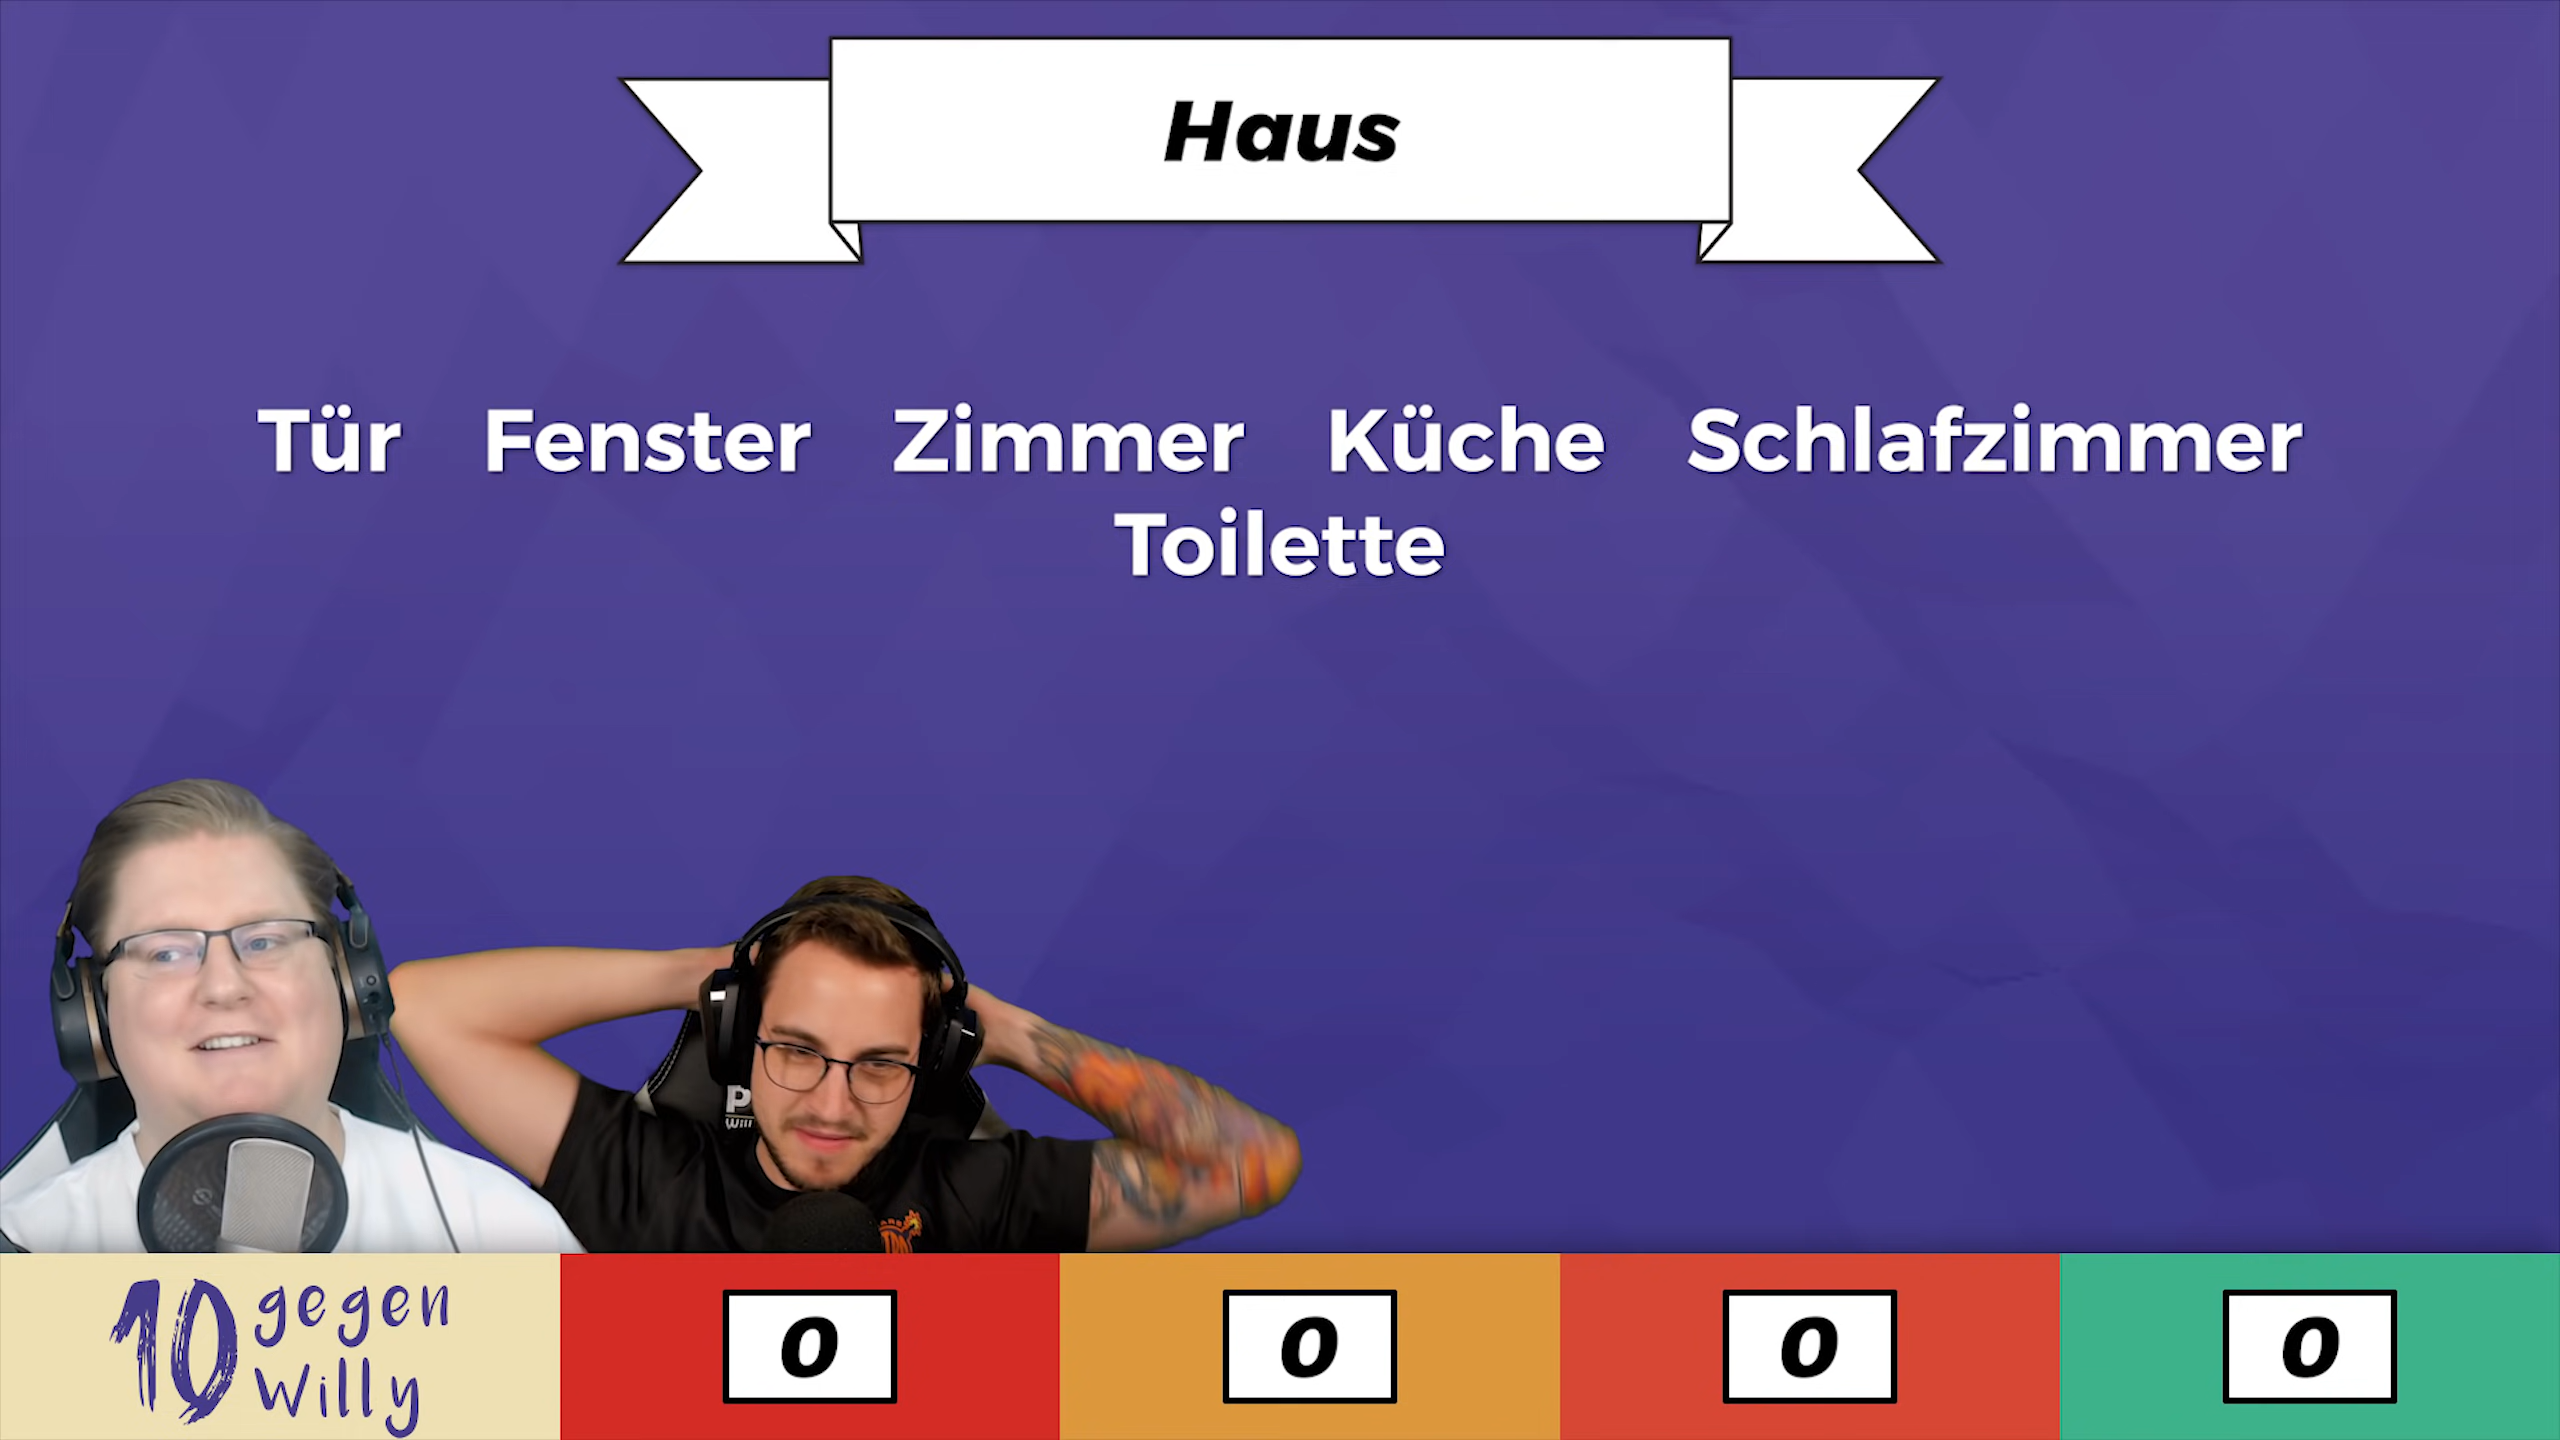 Haus
Tür Fenster Zimmer Küche Schlafzimmer
Toilette
10 gegen
Willy
0 0 0 0